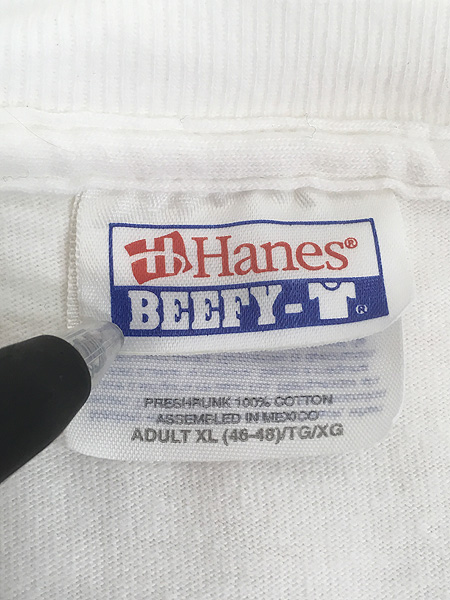 Hanes®
BEEFY-T®
PRESHRUNK 100% COTTON
ASSEMBLED IN MEXICO
ADULT XL (46-48)/TG/XG